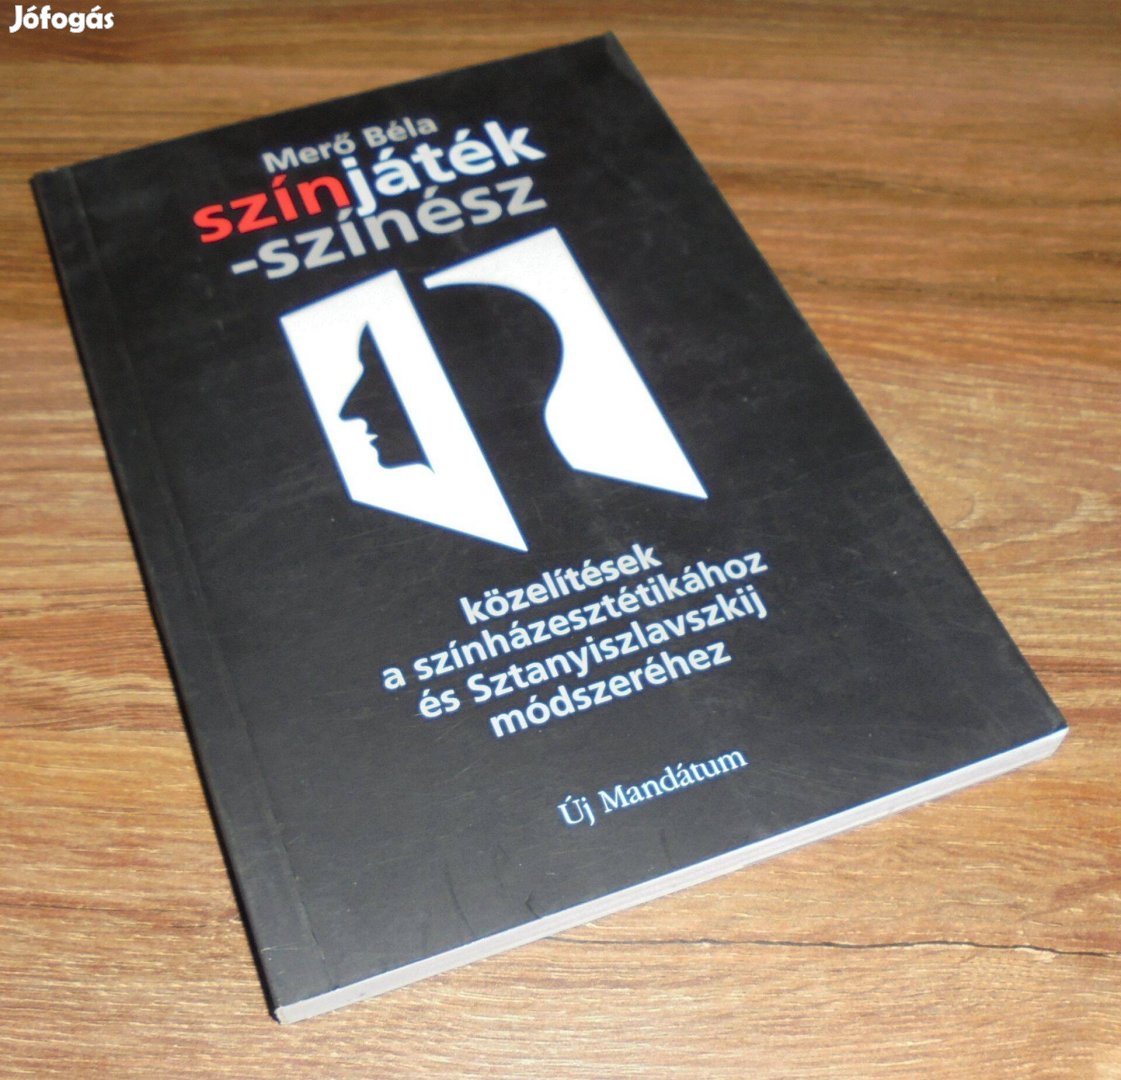 Jófogás
Merő Béla
színjáték
-színész
közelítések
a színházesztétikához
és Sztanyiszlavszkij
módszeréhez
Új Mandátum